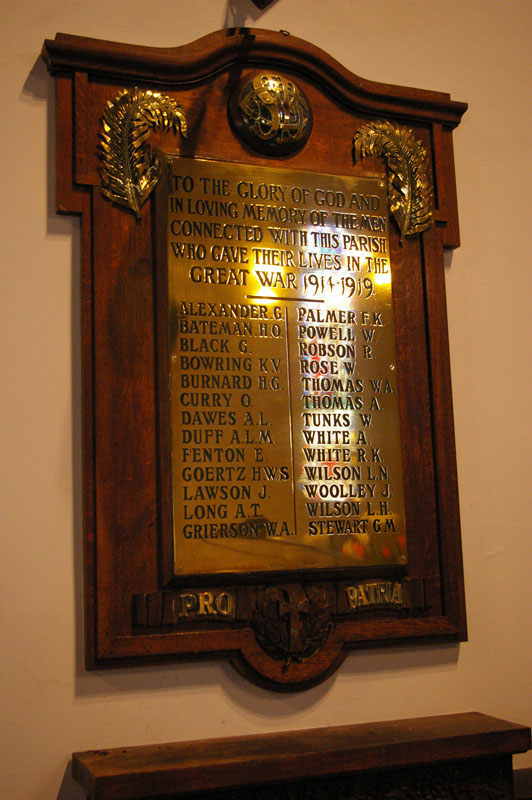 TO THE GLORY OF GOD AND
IN LOVING MEMORY OF THE MEN
CONNECTED WITH THIS PARISH
WHO GAVE THEIR LIVES IN THE
GREAT WAR 1914-1919.
ALEXANDER G.
BATEMAN H.O.
BLACK G.
BOWRING K.V.
BURNARD H.G.
CURRY O.
DAWES A.L.
DUFF A.L.M.
FENTON E.
GOERTZ H.W.S
LAWSON J.
LONG A.T.
GRIERSON W.A.
PALMER F.K
POWELL W.
ROBSON R.
ROSE W
THOMAS W.A.
THOMAS A.
TUNKS W.
WHITE A.
WHITE R.K.
WILSON L.N.
WOOLLEY J.
WILSON L.H.
STEWART G.M
PRO PATRIA